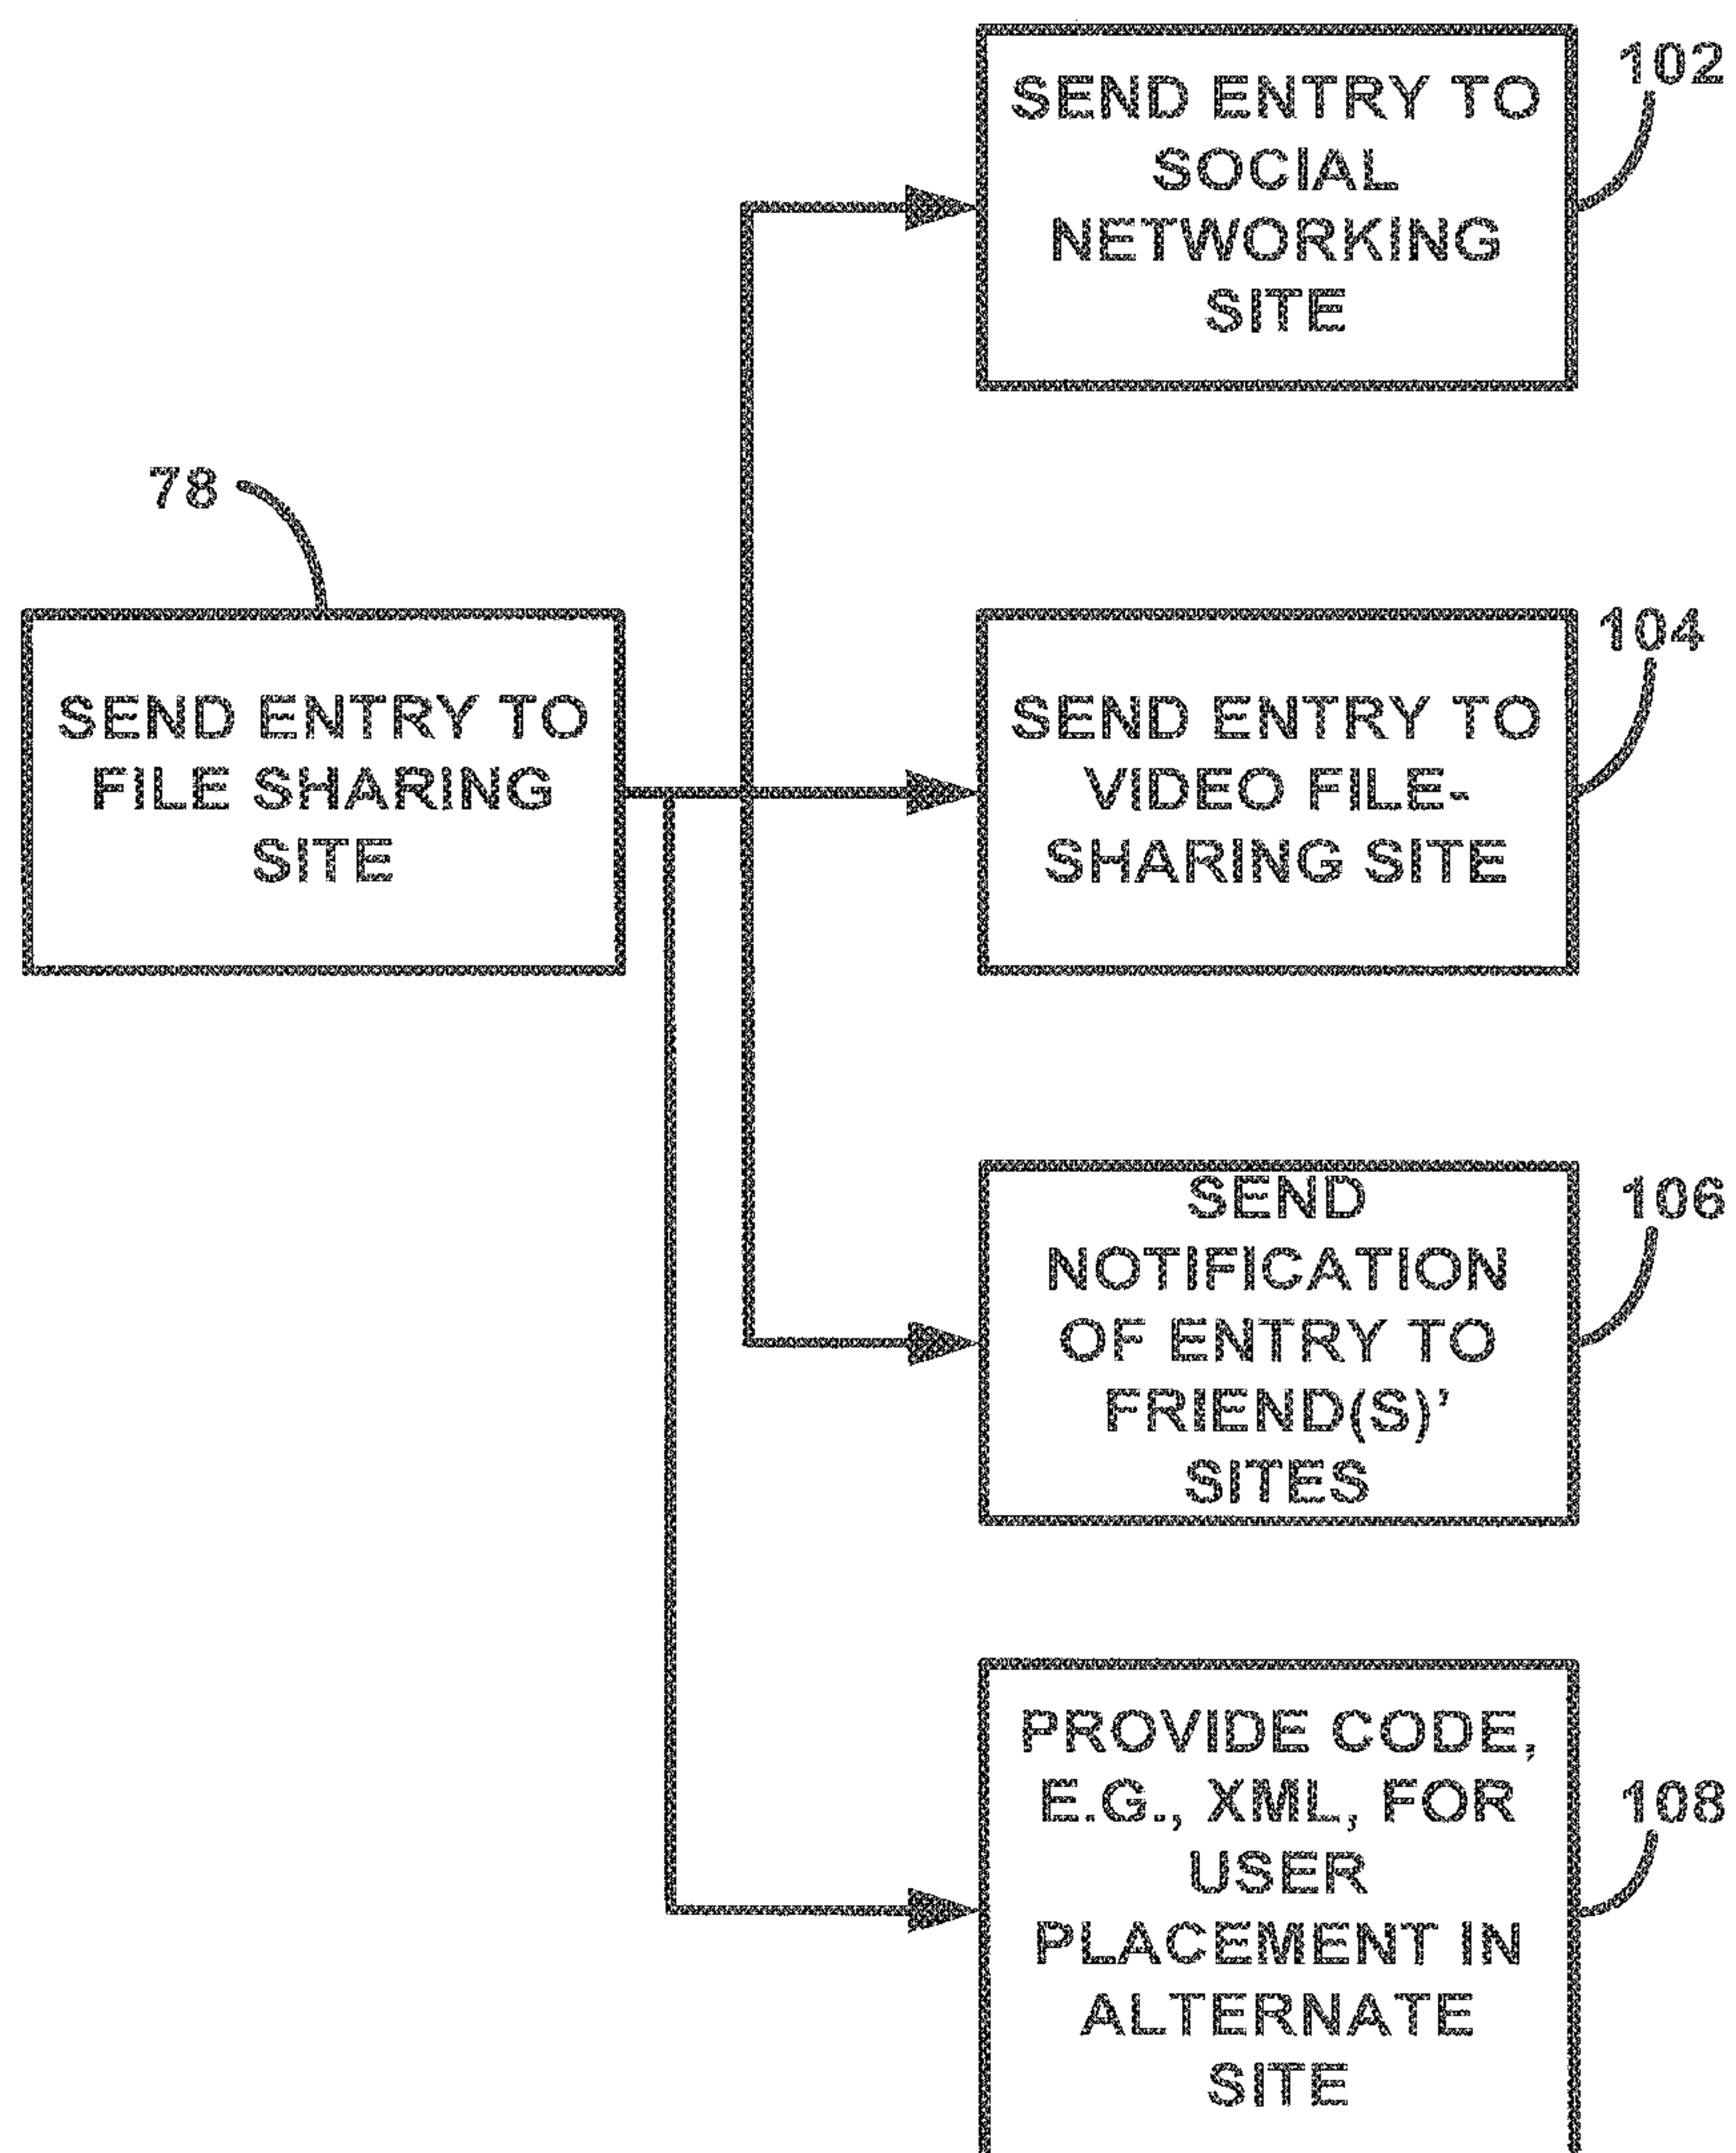 102
SEND ENTRY TO
SOCIAL
NETWORKING
SITE
78
SEND ENTRY TO
FILE SHARING
SITE
104
SEND ENTRY TO
VIDEO FILE-
SHARING SITE
106
SEND
NOTIFICATION
OF ENTRY TO
FRIEND(S)’
SITES
108
PROVIDE CODE,
E.G., XML, FOR
USER
PLACEMENT IN
ALTERNATE
SITE